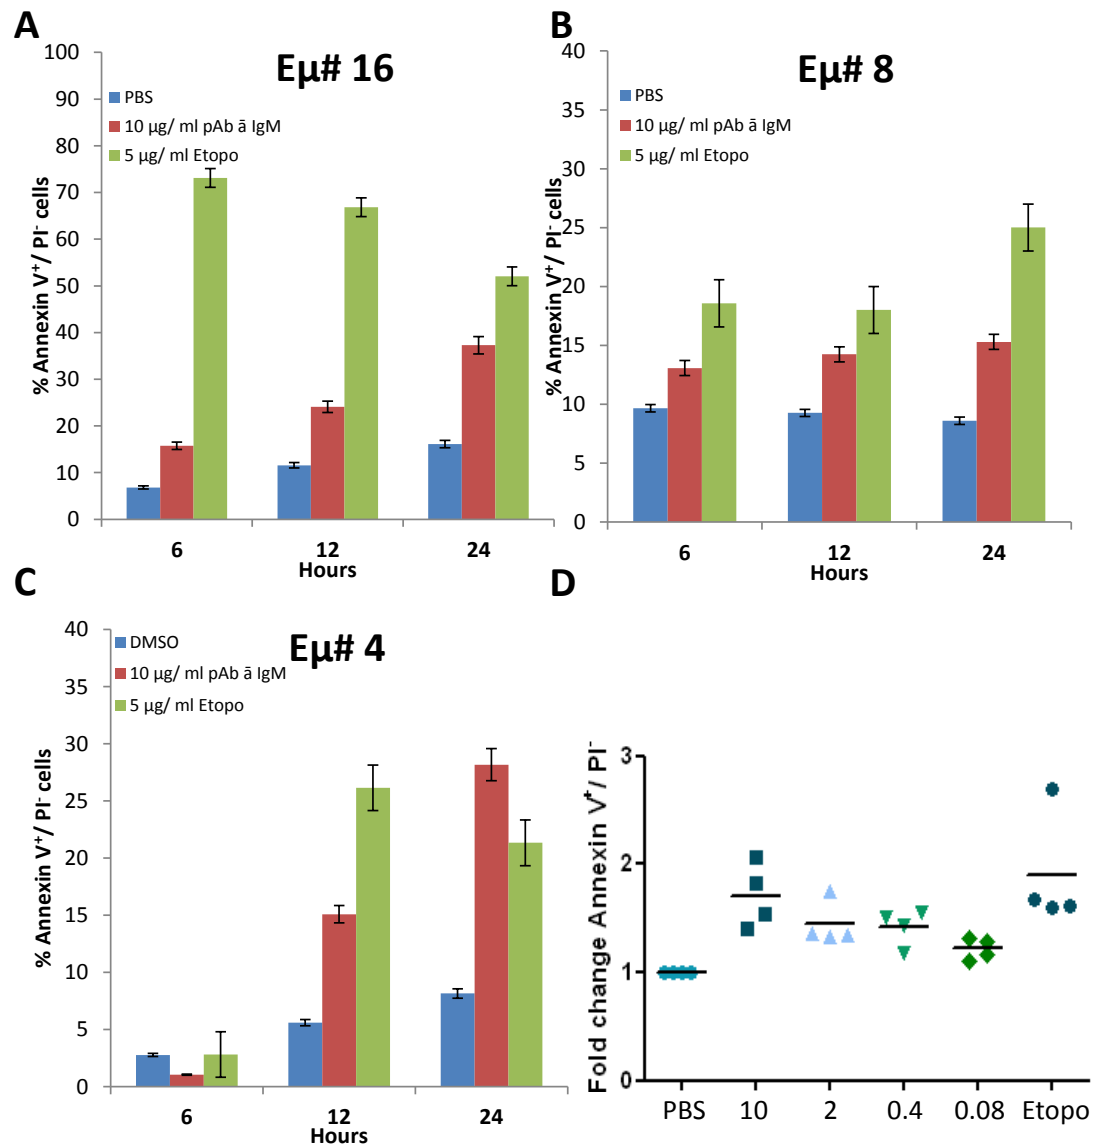 A
Eµ# 16
% Annexin V⁺/ PI⁻ cells
100
90
80
70
60
50
40
30
20
10
0
PBS
10 µg/ ml pAb ā IgM
5 µg/ ml Etopo
6
12
24
Hours
B
Eµ# 8
% Annexin V⁺/ PI⁻ cells
40
35
30
25
20
15
10
5
0
PBS
10 µg/ ml pAb ā IgM
5 µg/ ml Etopo
6
12
24
Hours
C
Eµ# 4
% Annexin V⁺/ PI⁻ cells
40
35
30
25
20
15
10
5
0
DMSO
10 µg/ ml pAb ā IgM
5 µg/ ml Etopo
6
12
24
Hours
D
Fold change Annexin V⁺/ PI⁻
3
2
1
0
PBS 10 2 0.4 0.08 Etopo